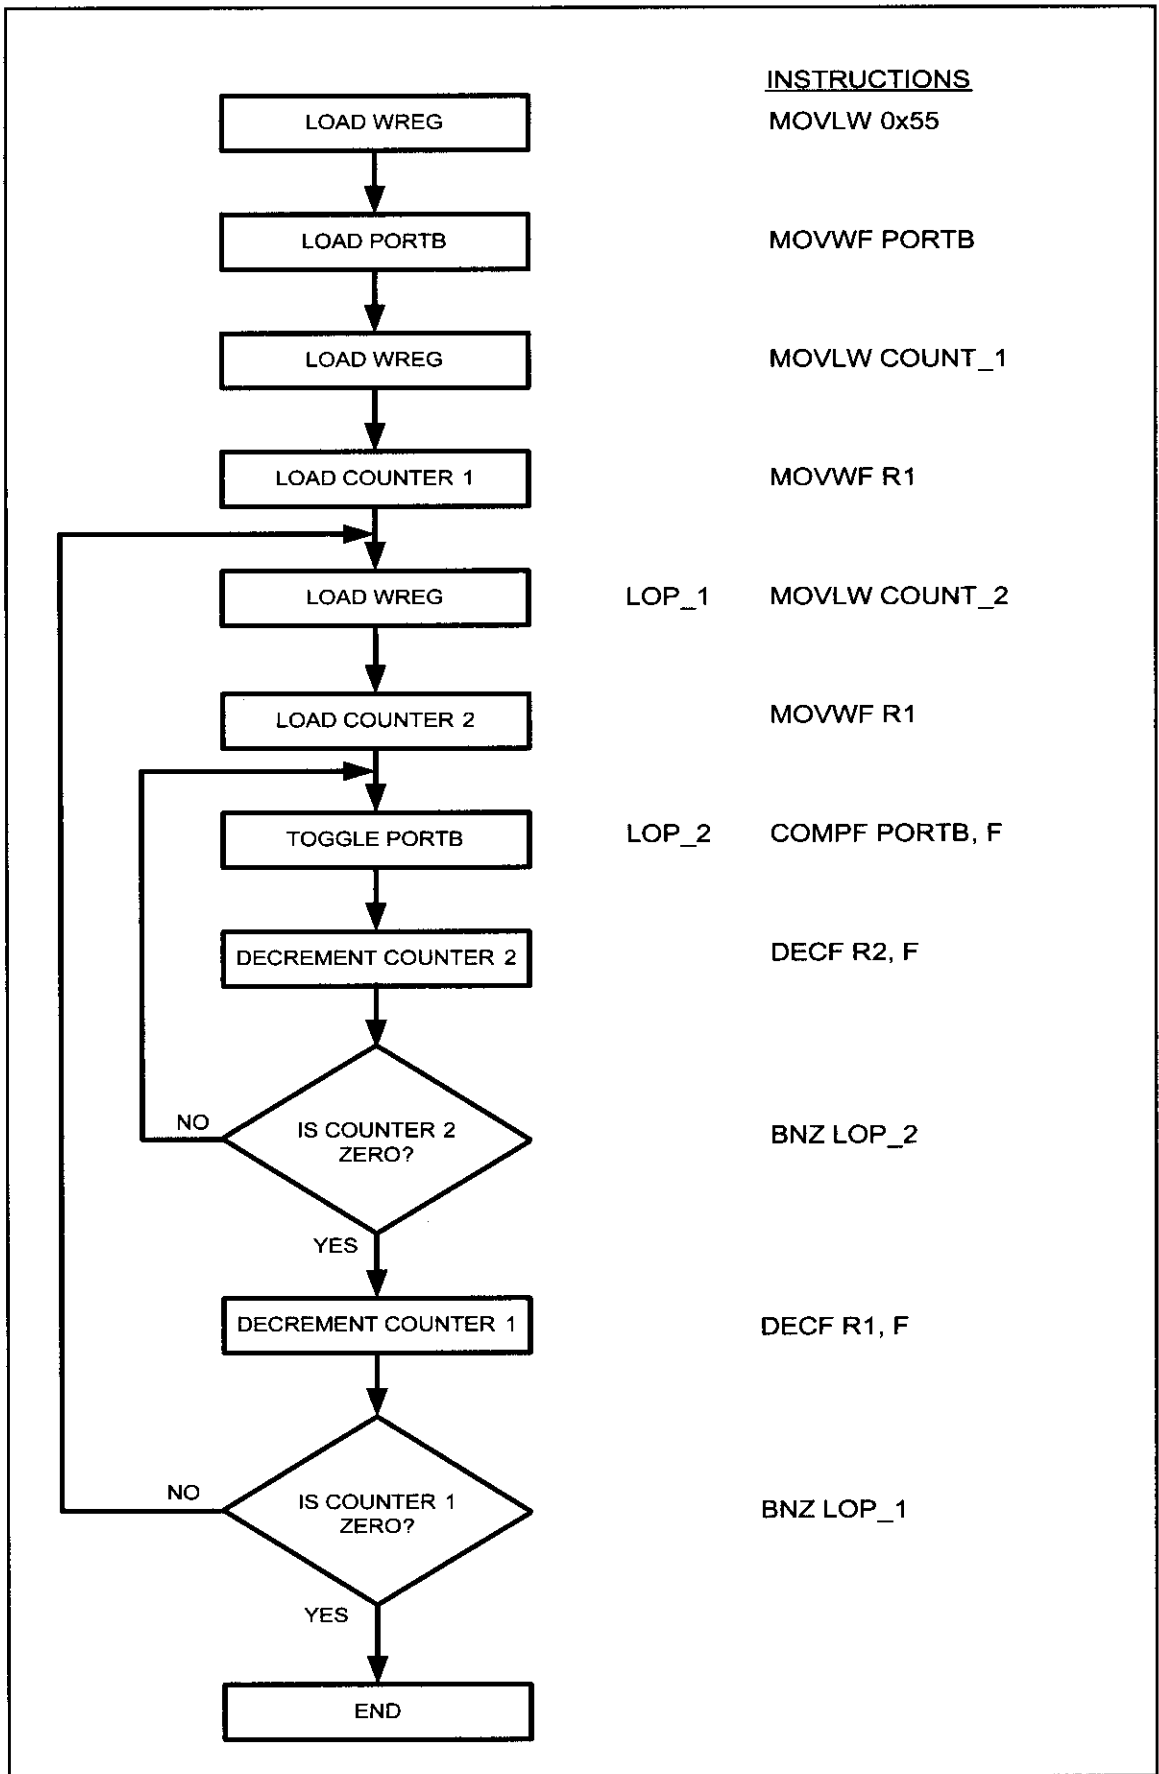 INSTRUCTIONS
LOAD WREG
MOVLW 0x55
LOAD PORTB
MOVWF PORTB
LOAD WREG
MOVLW COUNT_1
LOAD COUNTER 1
MOVWF R1
LOAD WREG
LOP_1 MOVLW COUNT_2
LOAD COUNTER 2
MOVWF R1
TOGGLE PORTB
LOP_2 COMPF PORTB, F
DECREMENT COUNTER 2
DECF R2, F
NO
IS COUNTER 2
ZERO?
BNZ LOP_2
YES
DECREMENT COUNTER 1
DECF R1, F
NO
IS COUNTER 1
ZERO?
BNZ LOP_1
YES
END